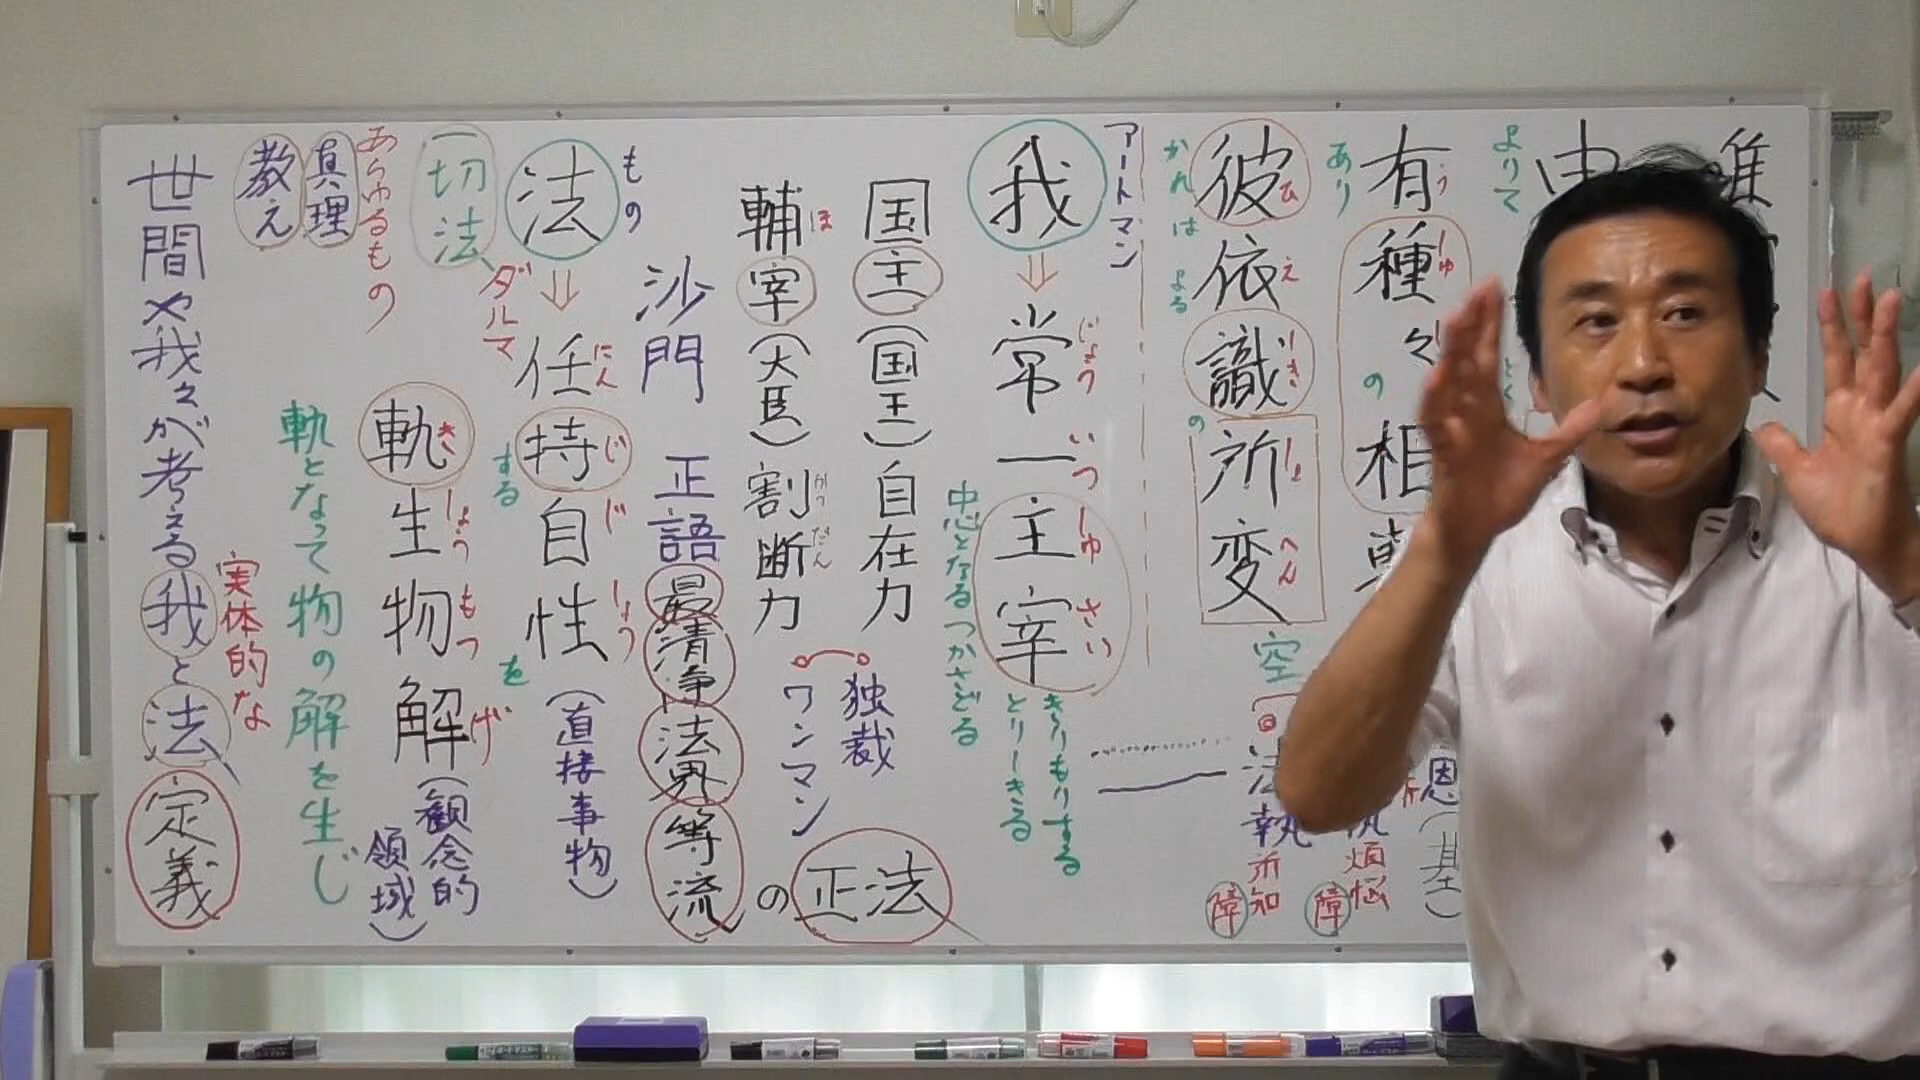 唯
由
よりて
有
う
あり
種々の相
しゅ
彼
ひ
かれは
依
え
よる
識
しき
の
所変
しょ
へん
空
法執
所知
障
煩悩
障
恩
(基)
アートマン
我
⇩
常一主宰
じょう
いつ
しゅ
さい
きりもりする
とりしきる
中心となるつかさどる
国主(国王)自在力
独裁
輔宰(大臣)割断力
ほ
かつ
だん
ワンマン
沙門 正語
最清浄法界等流の正法
もの
法
⇩
任持自性(直接事物)
にん
じ
じ
しょう
する
を
ダルマ
一切法
軌生物解(観念的
領域)
き
しょう
もつ
げ
あらゆるもの
真理
教え
軌となって物の解を生じ
実体的な
世間や我々が考える我と法、
定義